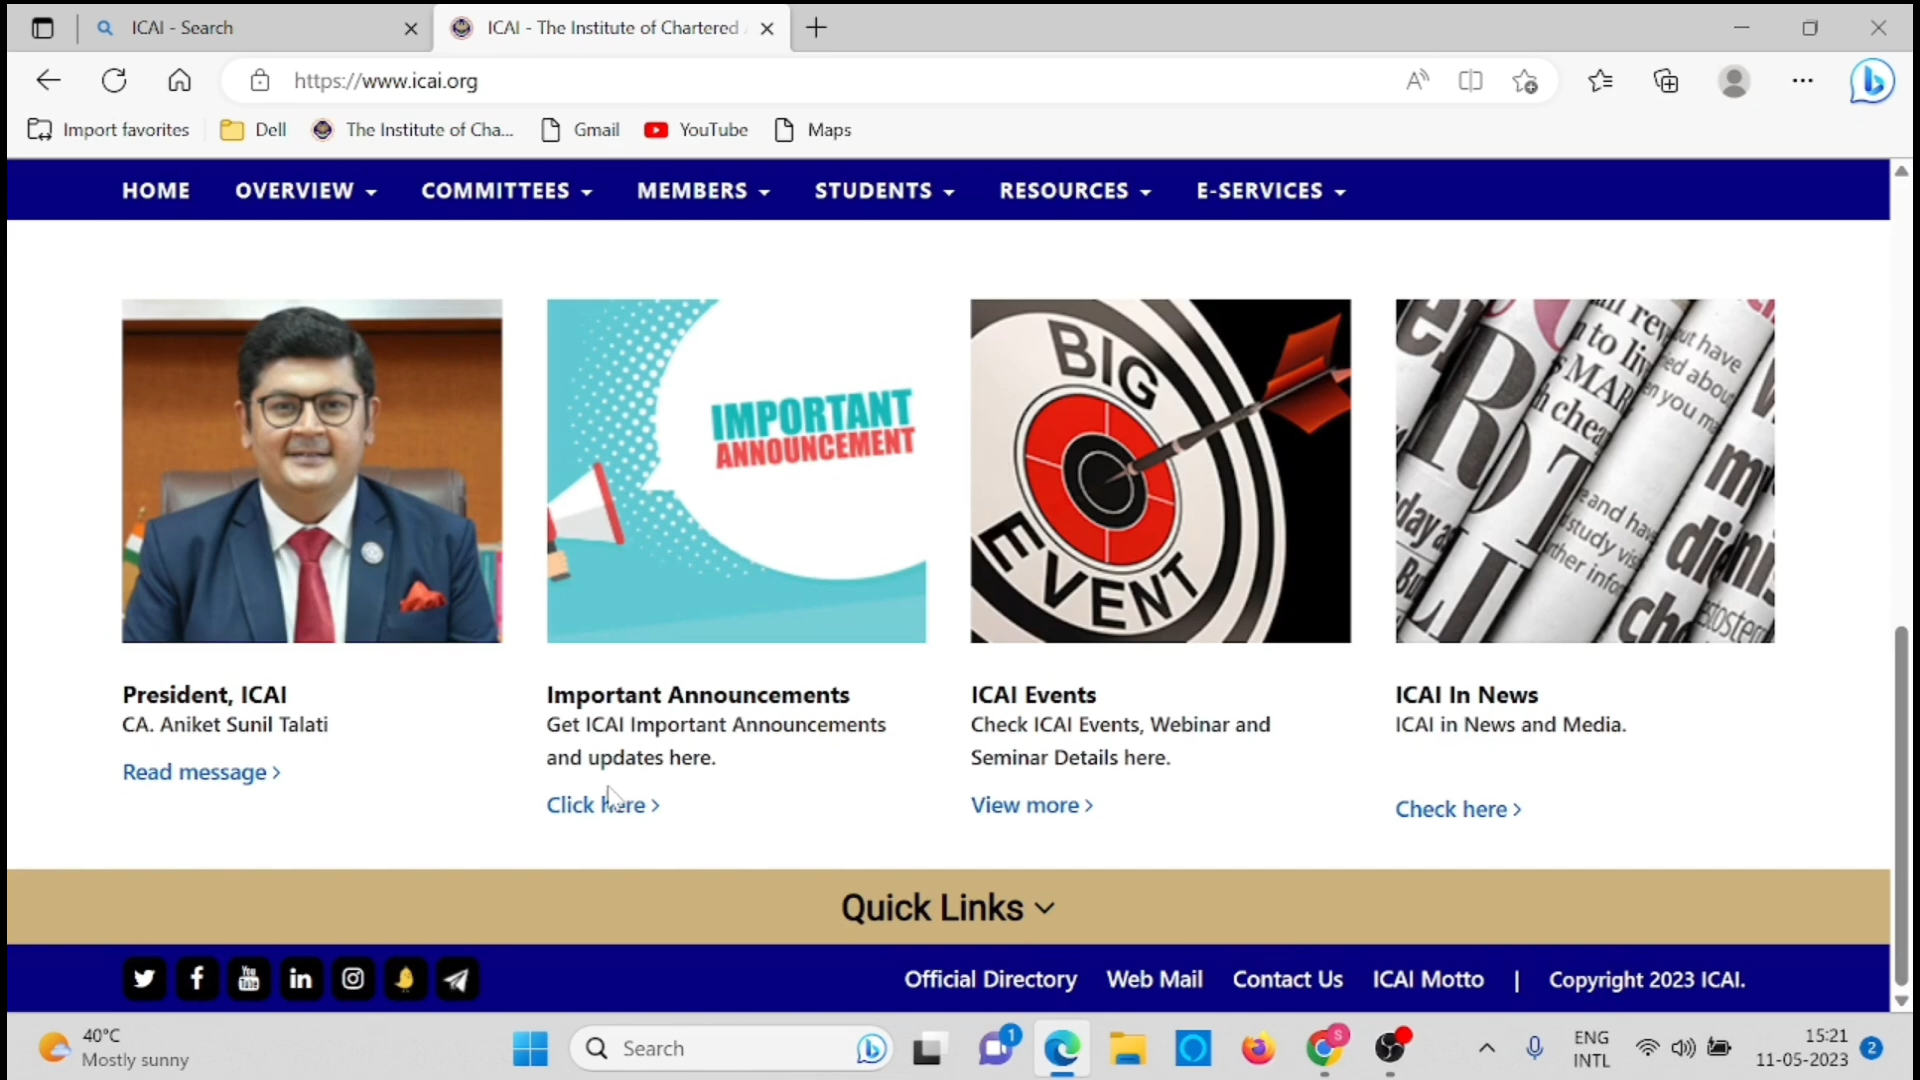 ICAI - Search
ICAI - The Institute of Chartered
https://www.icai.org
Import favorites
Dell
The Institute of Cha...
Gmail
YouTube
Maps
HOME
OVERVIEW
COMMITTEES
MEMBERS
STUDENTS
RESOURCES
E-SERVICES
IMPORTANT
ANNOUNCEMENT
BIG
EVENT
President, ICAI
CA. Aniket Sunil Talati
Read message >
Important Announcements
Get ICAI Important Announcements
and updates here.
Click here >
ICAI Events
Check ICAI Events, Webinar and
Seminar Details here.
View more >
ICAI In News
ICAI in News and Media.
Check here >
Quick Links
Official Directory
Web Mail
Contact Us
ICAI Motto
|
Copyright 2023 ICAI.
40°C
Mostly sunny
Search
1
S
ENG
INTL
15:21
11-05-2023
2